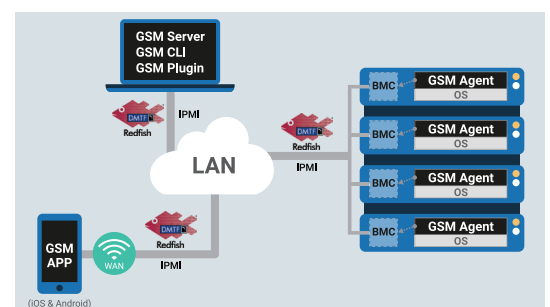 GSM Server
GSM CLI
GSM Plugin
DMTF
Redfish
IPMI
LAN
DMTF
Redfish
IPMI
BMC
GSM Agent
OS
BMC
GSM Agent
OS
BMC
GSM Agent
OS
BMC
GSM Agent
OS
DMTF
Redfish
IPMI
GSM
APP
WAN
(iOS & Android)